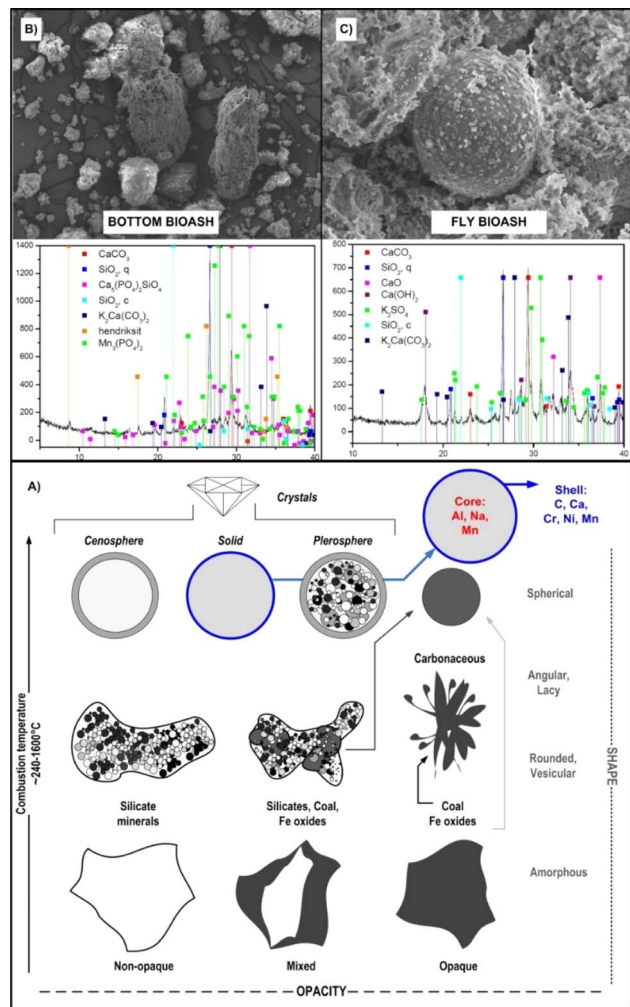 B)
BOTTOM BIOASH
C)
FLY BIOASH
1400
1200
1000
800
600
400
200
0
10
20
30
40
CaCO₃
SiO₂, q
Ca₅(PO₄)₂SiO₄
SiO₂, c
K₂Ca(CO₃)₂
hendriksit
Mn₃(PO₄)₂
700
600
500
400
300
200
100
0
10
20
30
40
CaCO₃
SiO₂, q
CaO
Ca(OH)₂
K₂SO₄
SiO₂, c
K₂Ca(CO₃)₂
A)
Crystals
Cenosphere
Solid
Plerosphere
Core:
Al, Na,
Mn
Shell:
C, Ca,
Cr, Ni, Mn
Spherical
Carbonaceous
Angular,
Lacy
Rounded,
Vesicular
Silicate
minerals
Silicates, Coal,
Fe oxides
Coal
Fe oxides
Amorphous
Non-opaque
Mixed
Opaque
OPACITY
Combustion temperature
~240-1600°C
SHAPE